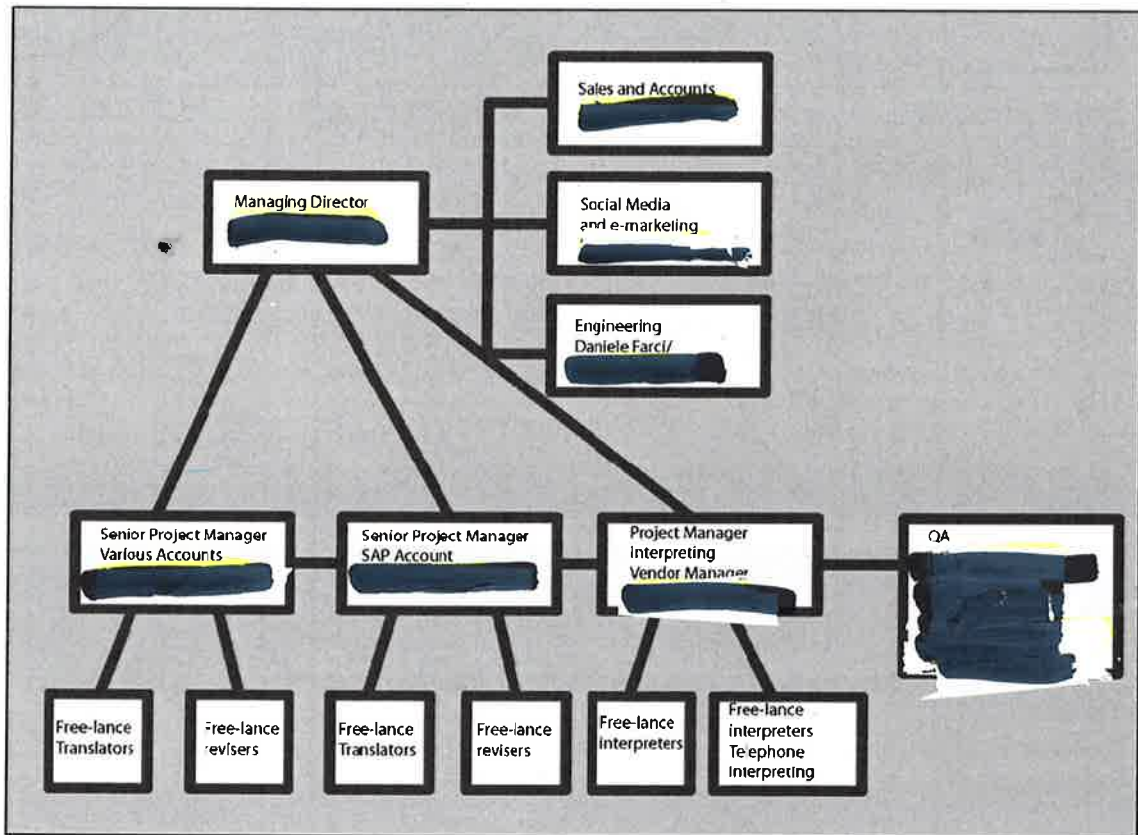 Sales and Accounts
Managing Director
Social Media
and e-marketing
Engineering
Daniele Farci/
Senior Project Manager
Various Accounts
Senior Project Manager
SAP Account
Project Manager
Interpreting
Vendor Manager
QA
Free-lance
Translators
Free-lance
revisers
Free-lance
Translators
Free-lance
revisers
Free-lance
interpreters
Free-lance
interpreters
Telephone
interpreting